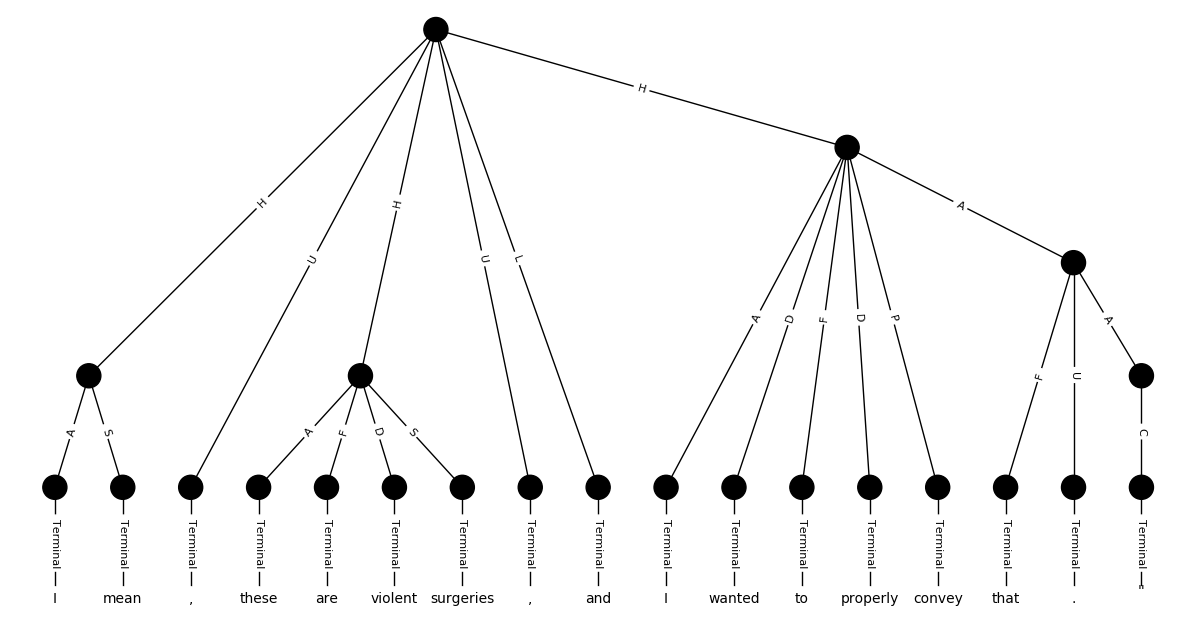 H
H
A
H
A
U
U
L
A
D
F
D
P
F
U
A
A
S
A
F
D
S
C
Terminal Terminal Terminal Terminal Terminal Terminal Terminal Terminal Terminal Terminal Terminal Terminal Terminal Terminal Terminal Terminal Terminal
I mean , these are violent surgeries , and I wanted to properly convey that .